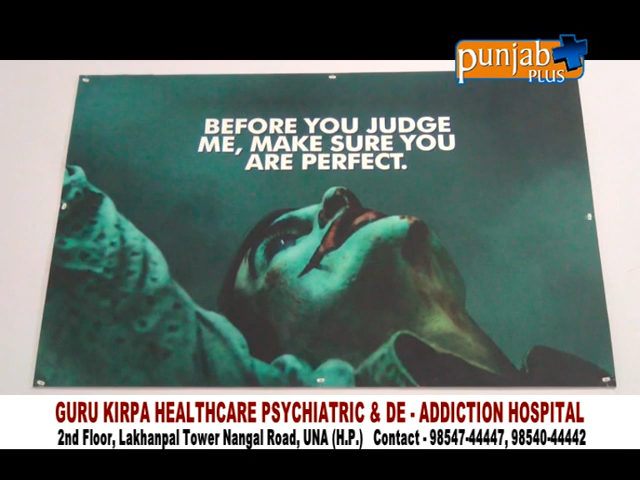 punjab
PLUS
BEFORE YOU JUDGE
ME, MAKE SURE YOU
ARE PERFECT.
GURU KIRPA HEALTHCARE PSYCHIATRIC & DE - ADDICTION HOSPITAL
2nd Floor, Lakhanpal Tower Nangal Road, UNA (H.P.) Contact - 98547-44447, 98540-44442